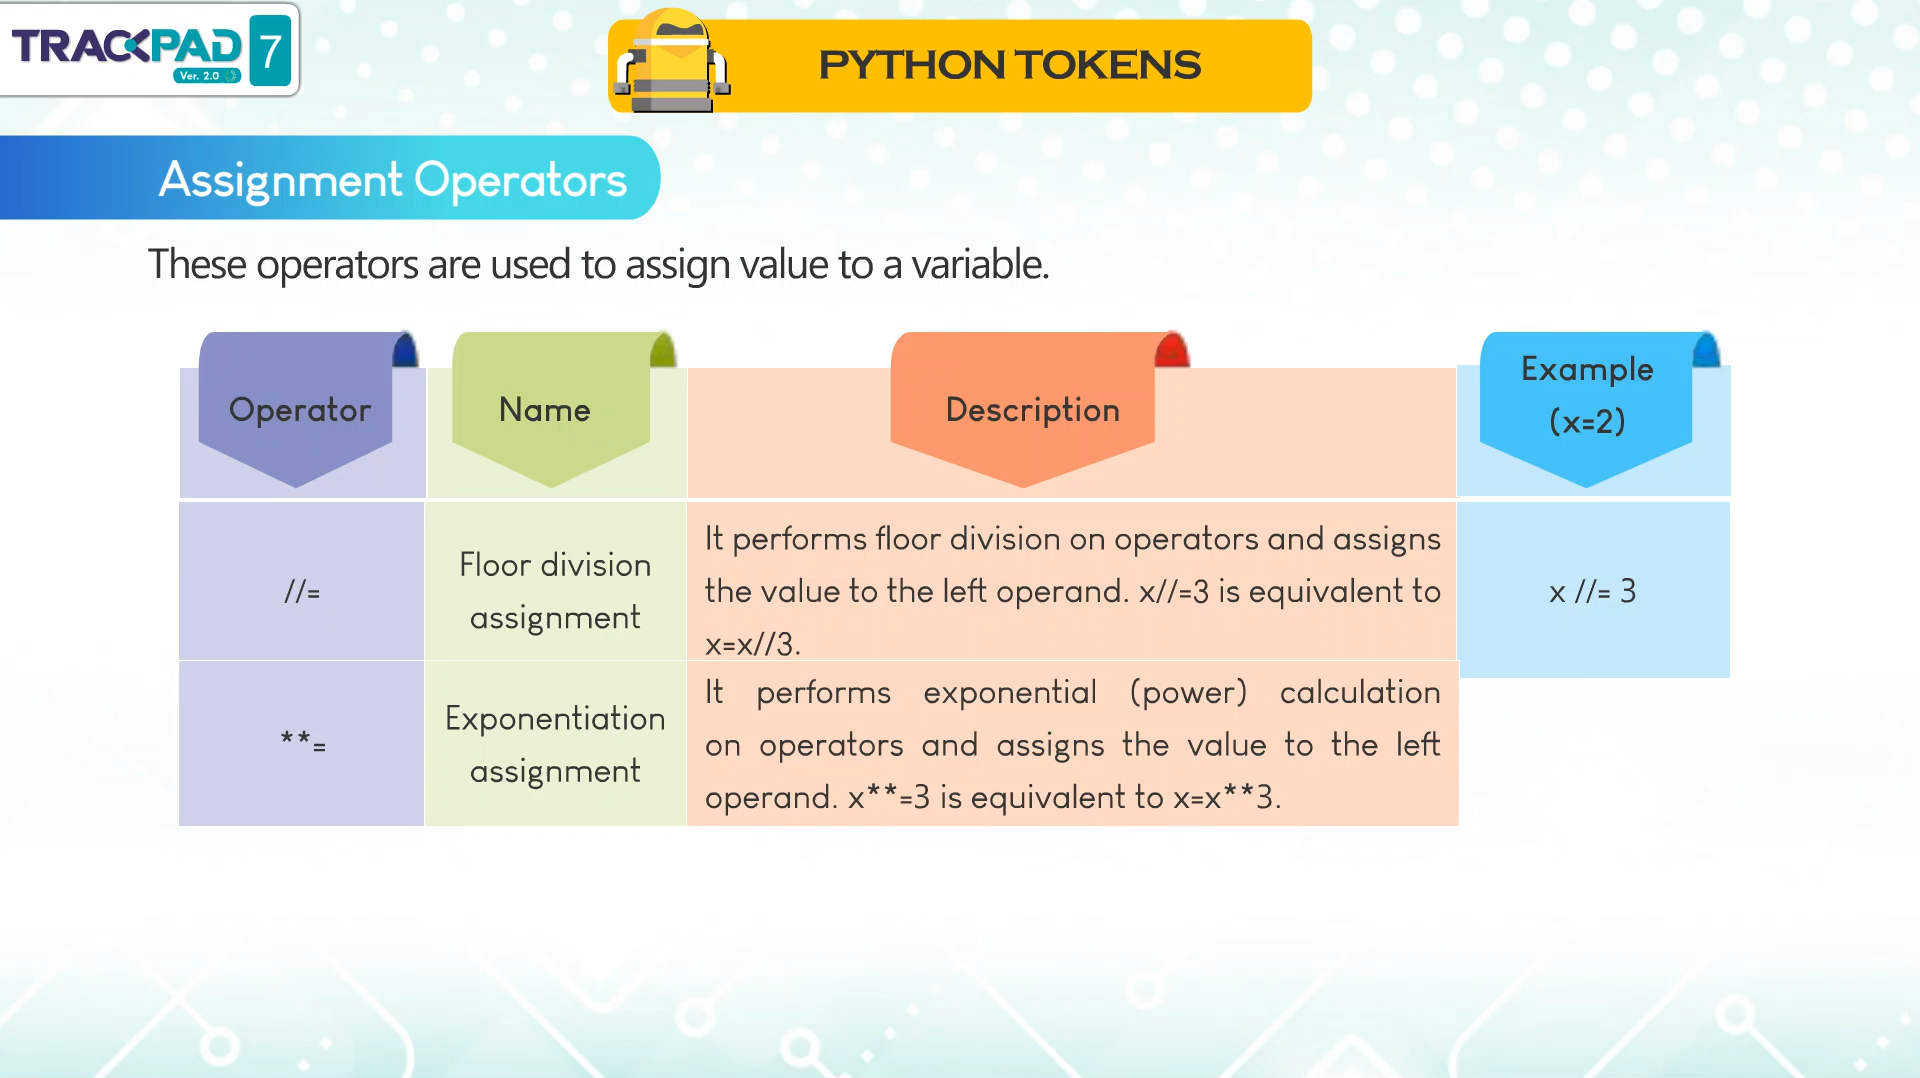 TRACKPAD 7
Ver. 2.0
PYTHON TOKENS
Assignment Operators
These operators are used to assign value to a variable.
Operator
Name
Description
Example
(x=2)
//=
Floor division
assignment
It performs floor division on operators and assigns
the value to the left operand. x//=3 is equivalent to
x=x//3.
x //= 3
**=
Exponentiation
assignment
It performs exponential (power) calculation
on operators and assigns the value to the left
operand. x**=3 is equivalent to x=x**3.